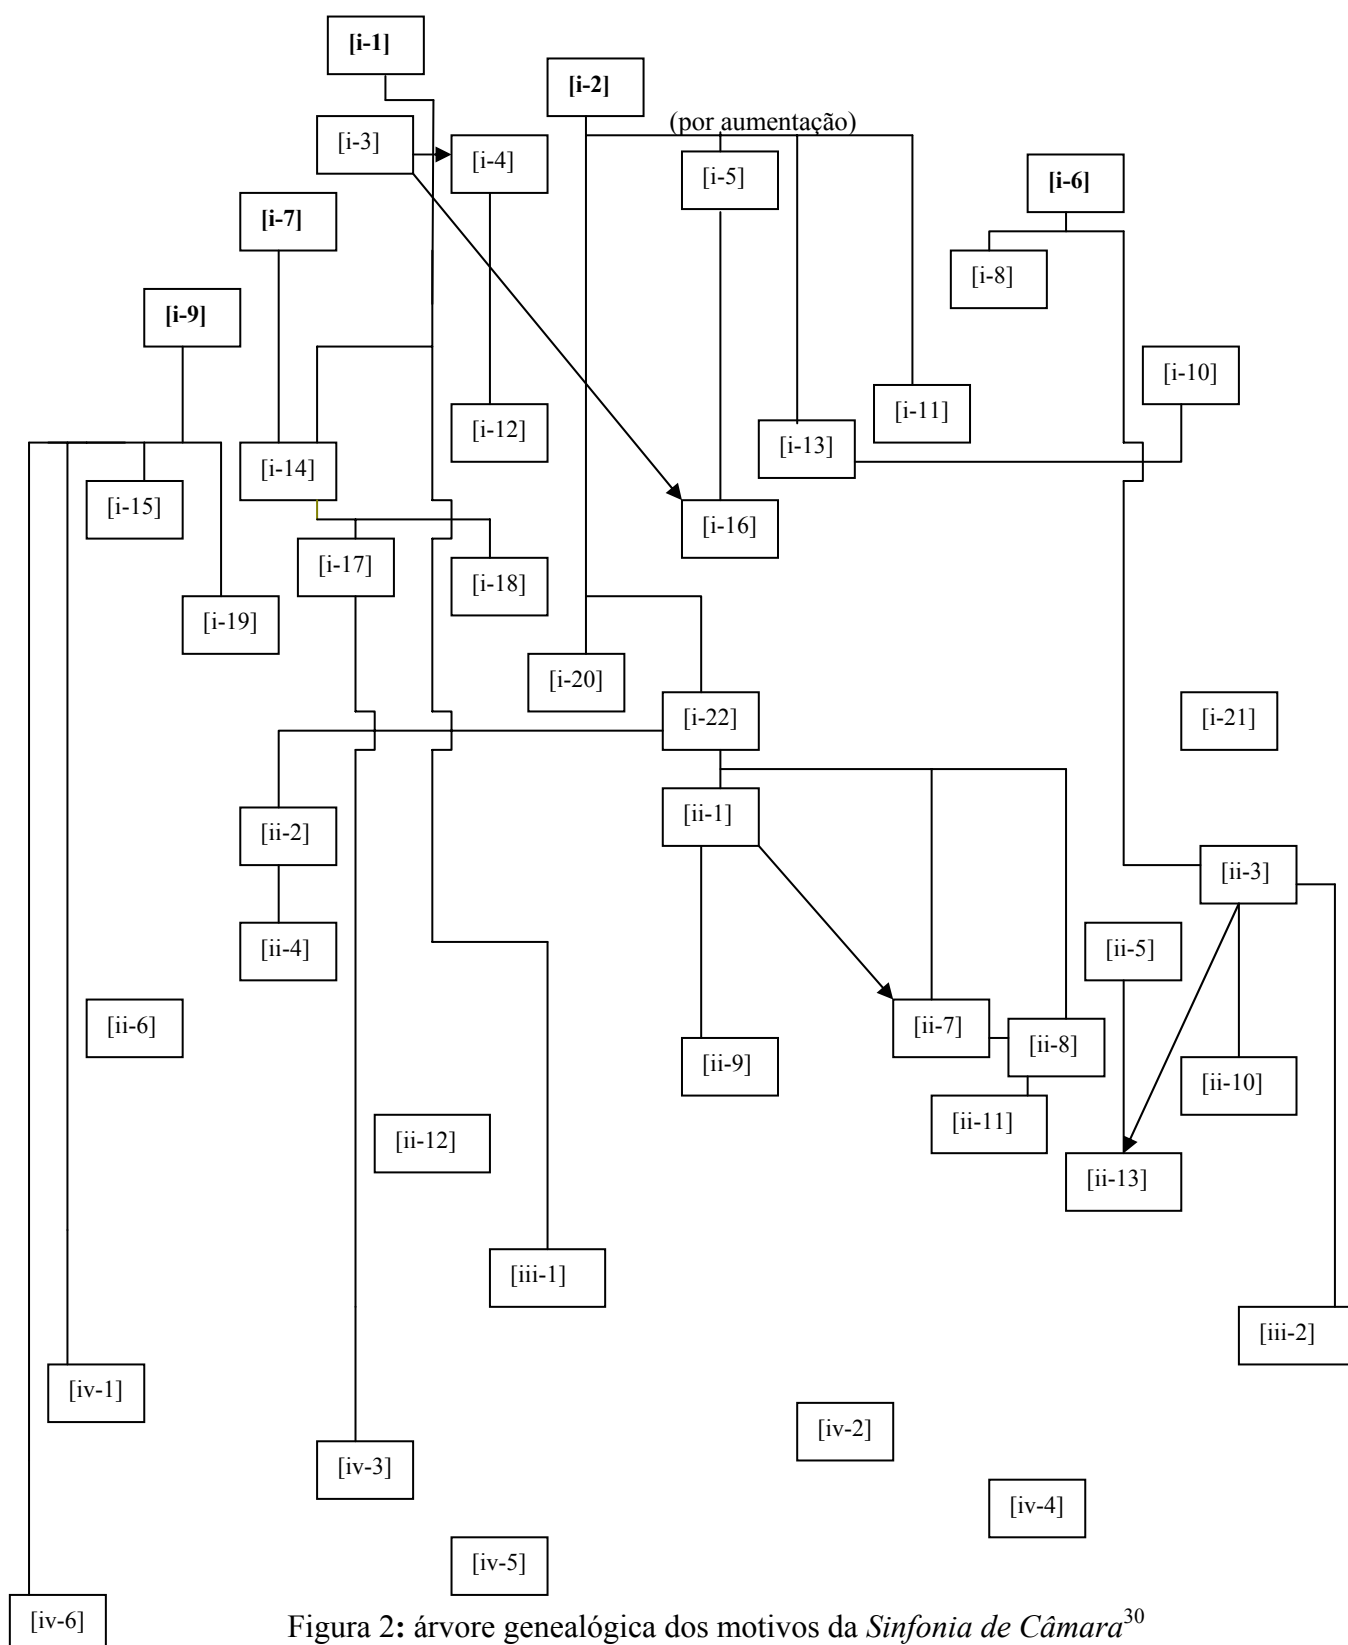 [i-1]
[i-2]
(por aumentação)
[i-3]
[i-4]
[i-5]
[i-6]
[i-7]
[i-8]
[i-9]
[i-10]
[i-11]
[i-12]
[i-13]
[i-14]
[i-15]
[i-16]
[i-17]
[i-18]
[i-19]
[i-20]
[i-22]
[i-21]
[ii-1]
[ii-2]
[ii-3]
[ii-4]
[ii-5]
[ii-6]
[ii-7]
[ii-8]
[ii-9]
[ii-10]
[ii-11]
[ii-12]
[ii-13]
[iii-1]
[iii-2]
[iv-1]
[iv-2]
[iv-3]
[iv-4]
[iv-5]
[iv-6]
Figura 2: árvore genealógica dos motivos da Sinfonia de Câmara³⁰